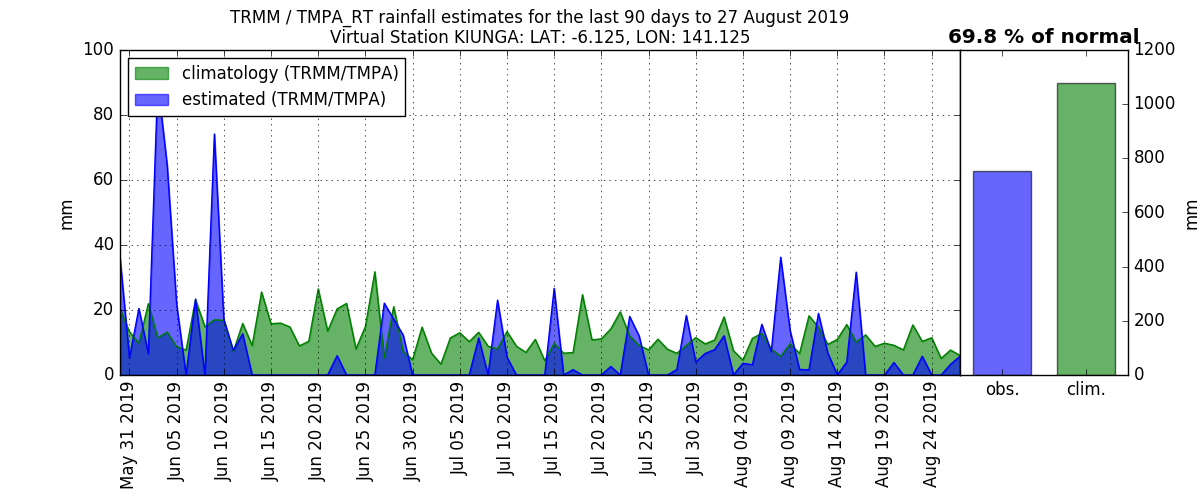 TRMM / TMPA_RT rainfall estimates for the last 90 days to 27 August 2019
Virtual Station KIUNGA: LAT: -6.125, LON: 141.125
69.8 % of normal
climatology (TRMM/TMPA)
estimated (TRMM/TMPA)
100
80
60
40
20
0
mm
1200
1000
800
600
400
200
0
mm
obs.
clim.
May 31 2019
Jun 05 2019
Jun 10 2019
Jun 15 2019
Jun 20 2019
Jun 25 2019
Jun 30 2019
Jul 05 2019
Jul 10 2019
Jul 15 2019
Jul 20 2019
Jul 25 2019
Jul 30 2019
Aug 04 2019
Aug 09 2019
Aug 14 2019
Aug 19 2019
Aug 24 2019